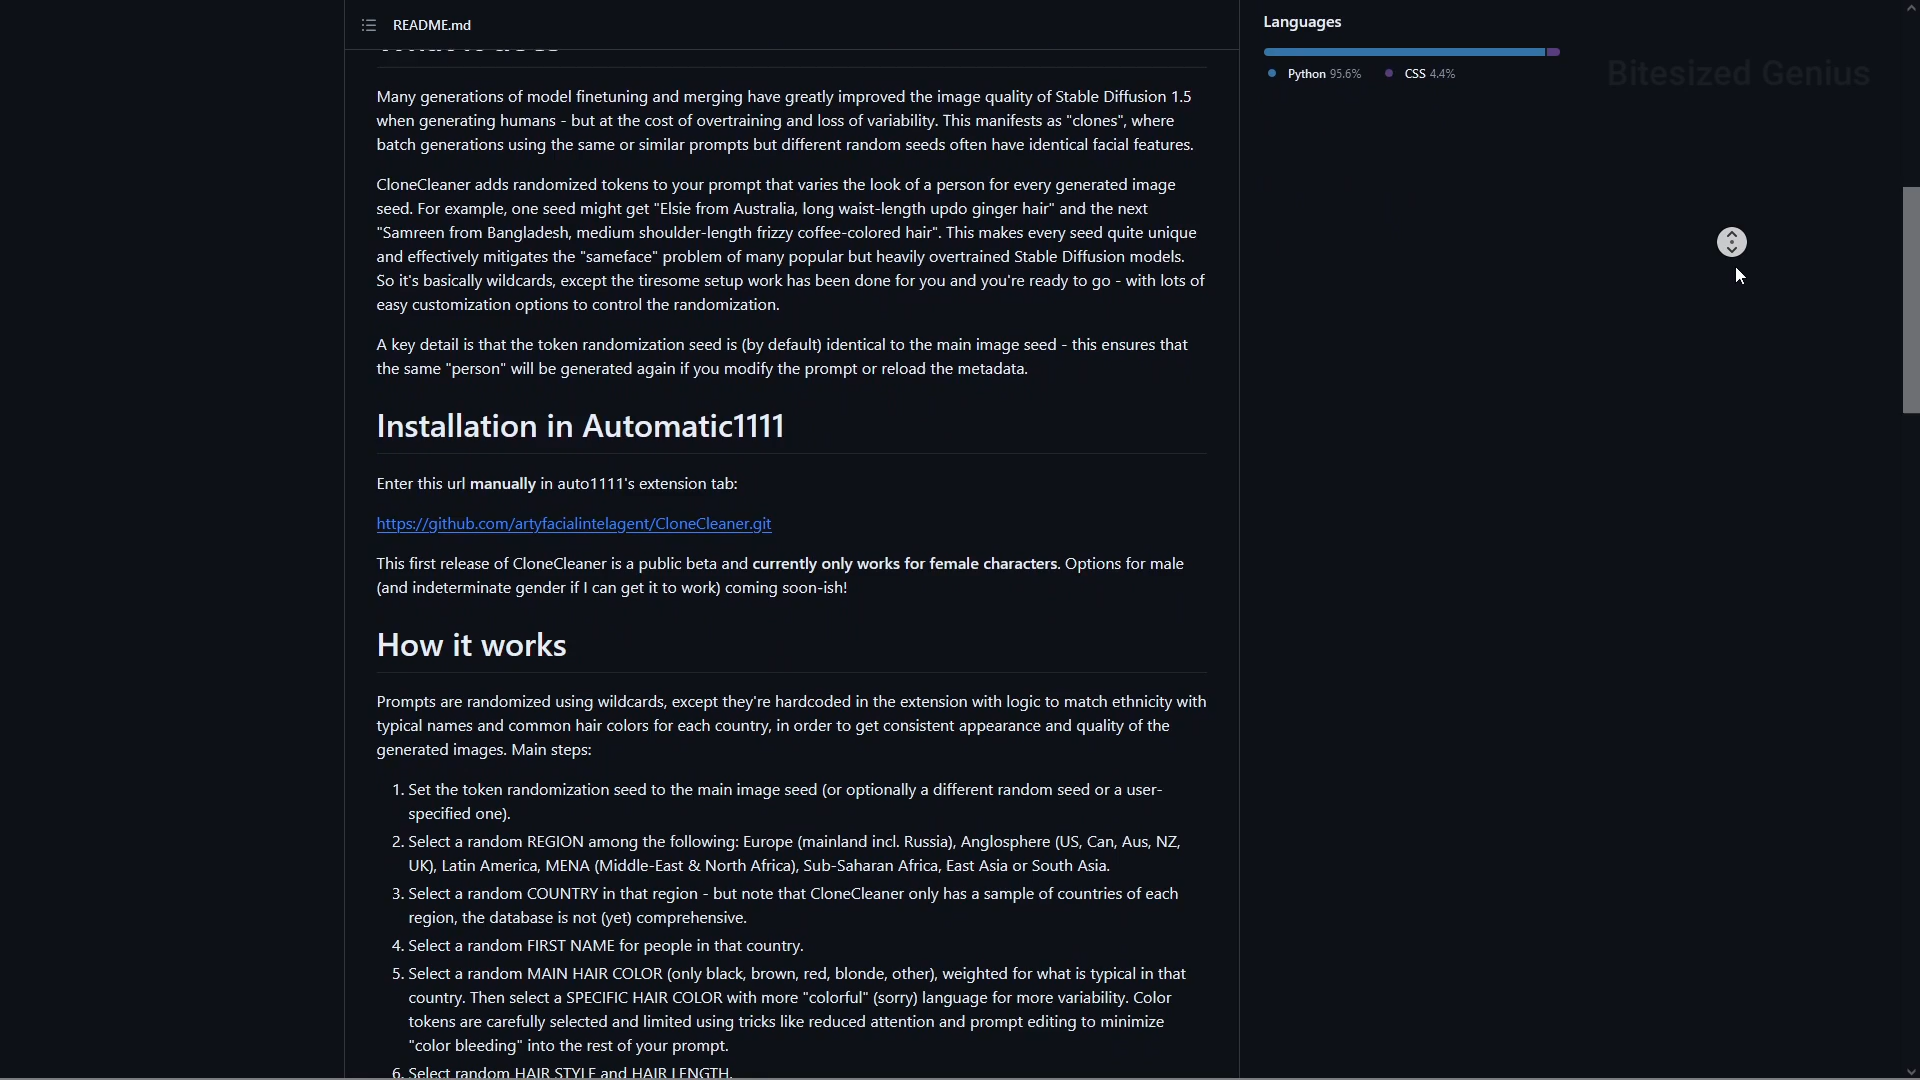 README.md
Languages
Python 95.6% CSS 4.4%
Bitesized Genius
Many generations of model finetuning and merging have greatly improved the image quality of Stable Diffusion 1.5
when generating humans - but at the cost of overtraining and loss of variability. This manifests as "clones", where
batch generations using the same or similar prompts but different random seeds often have identical facial features.
CloneCleaner adds randomized tokens to your prompt that varies the look of a person for every generated image
seed. For example, one seed might get "Elsie from Australia, long waist-length updo ginger hair" and the next
"Samreen from Bangladesh, medium shoulder-length frizzy coffee-colored hair". This makes every seed quite unique
and effectively mitigates the "sameface" problem of many popular but heavily overtrained Stable Diffusion models.
So it's basically wildcards, except the tiresome setup work has been done for you and you're ready to go - with lots of
easy customization options to control the randomization.
A key detail is that the token randomization seed is (by default) identical to the main image seed - this ensures that
the same "person" will be generated again if you modify the prompt or reload the metadata.
Installation in Automatic1111
Enter this url manually in auto1111's extension tab:
https://github.com/artyfacialintelagent/CloneCleaner.git
This first release of CloneCleaner is a public beta and currently only works for female characters. Options for male
(and indeterminate gender if I can get it to work) coming soon-ish!
How it works
Prompts are randomized using wildcards, except they're hardcoded in the extension with logic to match ethnicity with
typical names and common hair colors for each country, in order to get consistent appearance and quality of the
generated images. Main steps:
1. Set the token randomization seed to the main image seed (or optionally a different random seed or a user-
specified one).
2. Select a random REGION among the following: Europe (mainland incl. Russia), Anglosphere (US, Can, Aus, NZ,
UK), Latin America, MENA (Middle-East & North Africa), Sub-Saharan Africa, East Asia or South Asia.
3. Select a random COUNTRY in that region - but note that CloneCleaner only has a sample of countries of each
region, the database is not (yet) comprehensive.
4. Select a random FIRST NAME for people in that country.
5. Select a random MAIN HAIR COLOR (only black, brown, red, blonde, other), weighted for what is typical in that
country. Then select a SPECIFIC HAIR COLOR with more "colorful" (sorry) language for more variability. Color
tokens are carefully selected and limited using tricks like reduced attention and prompt editing to minimize
"color bleeding" into the rest of your prompt.
6. Select random HAIR STYLE and HAIR LENGTH.